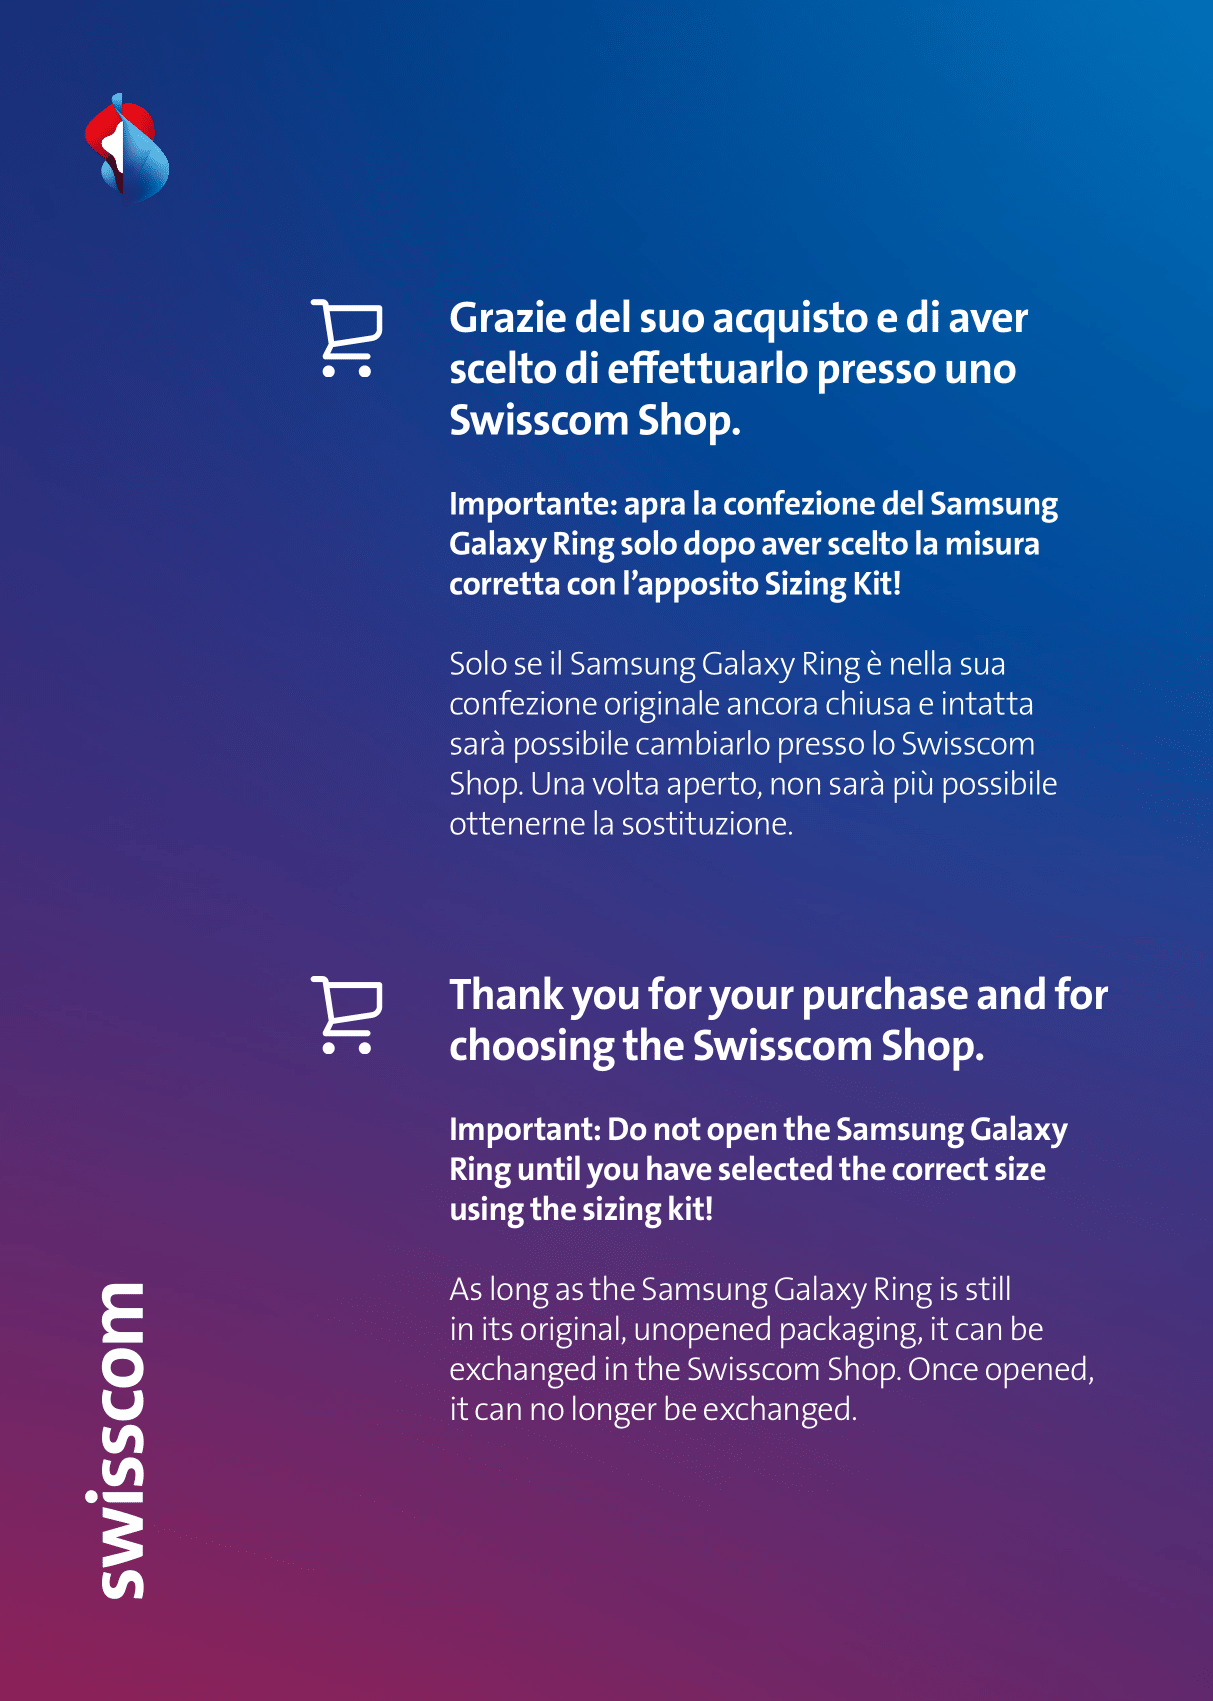 Grazie del suo acquisto e di aver
scelto di effettuarlo presso uno
Swisscom Shop.
Importante: apra la confezione del Samsung
Galaxy Ring solo dopo aver scelto la misura
corretta con l’apposito Sizing Kit!
Solo se il Samsung Galaxy Ring è nella sua
confezione originale ancora chiusa e intatta
sarà possibile cambiarlo presso lo Swisscom
Shop. Una volta aperto, non sarà più possibile
ottenerne la sostituzione.
Thank you for your purchase and for
choosing the Swisscom Shop.
Important: Do not open the Samsung Galaxy
Ring until you have selected the correct size
using the sizing kit!
As long as the Samsung Galaxy Ring is still
in its original, unopened packaging, it can be
exchanged in the Swisscom Shop. Once opened,
it can no longer be exchanged.
swisscom